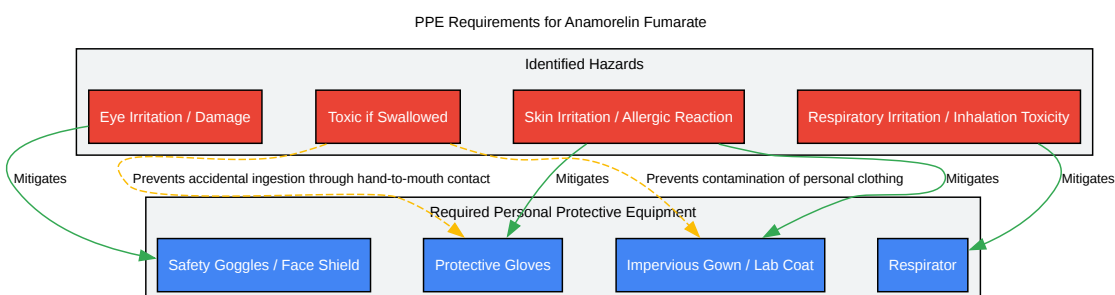 PPE Requirements for Anamorelin Fumarate
Identified Hazards
Eye Irritation / Damage
Toxic if Swallowed
Skin Irritation / Allergic Reaction
Respiratory Irritation / Inhalation Toxicity
Mitigates
Prevents accidental ingestion through hand-to-mouth contact
Mitigates
Prevents contamination of personal clothing
Mitigates
Mitigates
Required Personal Protective Equipment
Safety Goggles / Face Shield
Protective Gloves
Impervious Gown / Lab Coat
Respirator